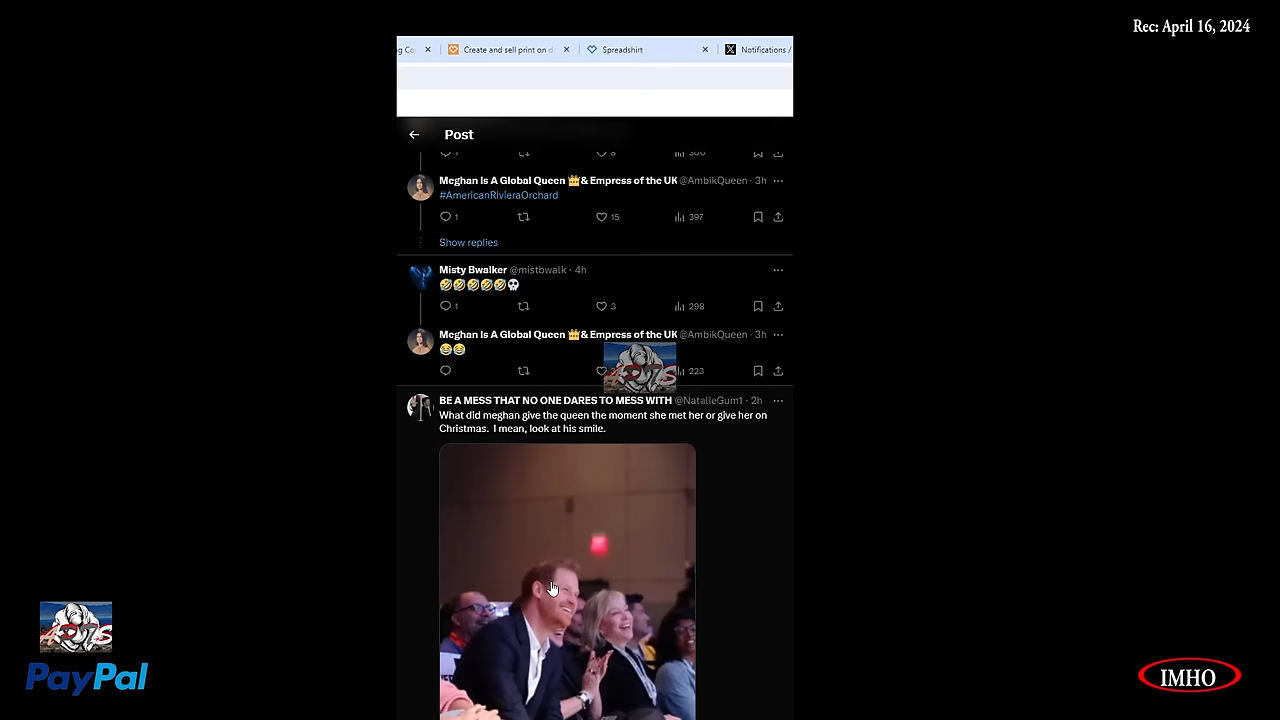 Rec: April 16, 2024
Create and sell print on d
Spreadshirt
Notifications /
Post
Meghan Is A Global Queen 👑& Empress of the UK @AmbikQueen · 3h
#AmericanRivieraOrchard
1 15 397
Show replies
Misty Bwalker @mistbwalk · 4h
🤣🤣🤣🤣🤣💀
1 3 298
Meghan Is A Global Queen 👑& Empress of the UK @AmbikQueen · 3h
😂😂
223
BE A MESS THAT NO ONE DARES TO MESS WITH @NatalieGum1 · 2h
What did meghan give the queen the moment she met her or give her on
Christmas. I mean, look at his smile.
PayPal
IMHO